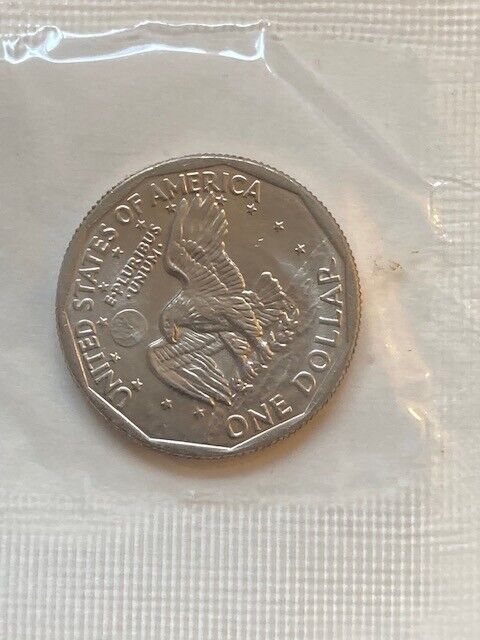 UNITED STATES OF AMERICA
E PLURIBUS
UNUM
ONE DOLLAR